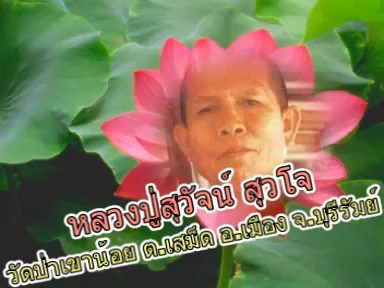 หลวงปู่สุวัจน์ สุวโจ
วัดป่าเขาน้อย ต.เสม็ด อ.เมือง จ.บุรีรัมย์